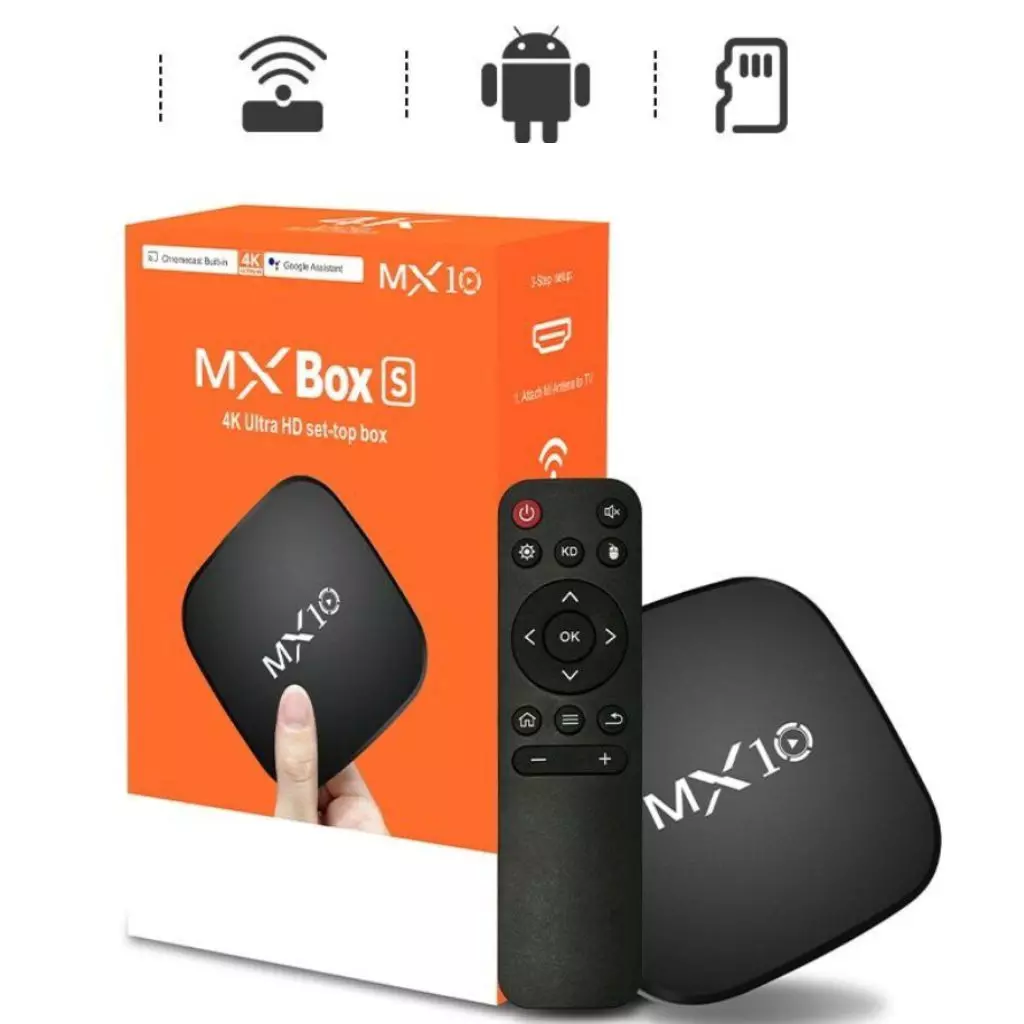 4K
Chromecast Built-in
4K
Google Assistant
MX10
MX Box S
4K Ultra HD set-top box
MX10
3-Step setup
KD
OK
MX10